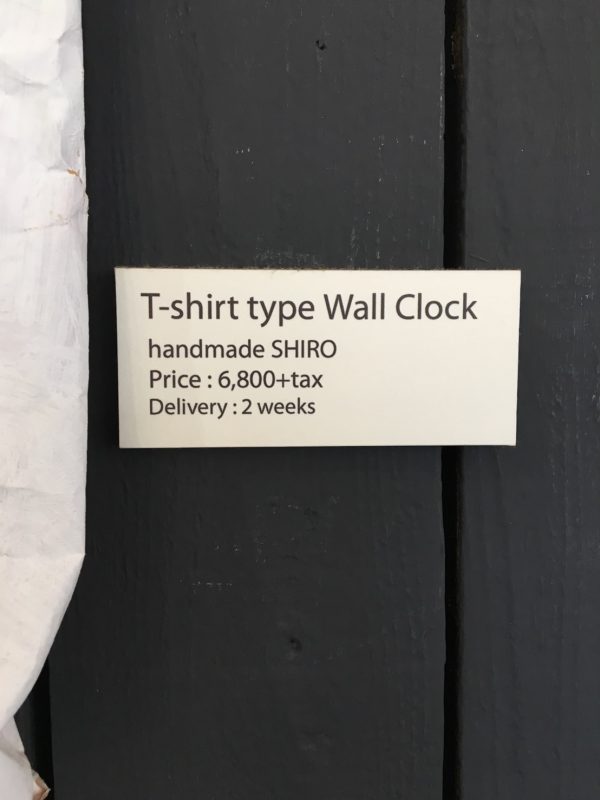 T-shirt type Wall Clock
handmade SHIRO
Price : 6,800+tax
Delivery : 2 weeks